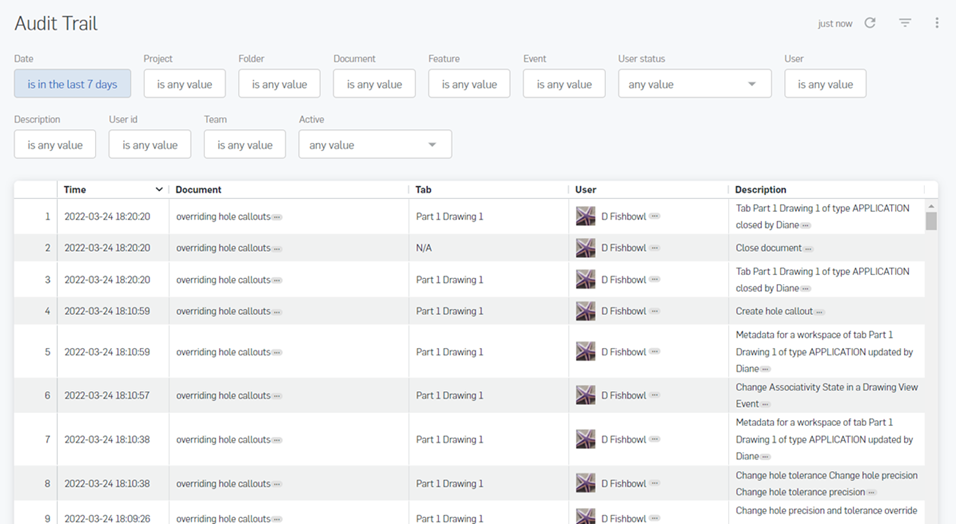 Audit Trail
just now
Date Project Folder Document Feature Event User status User
is in the last 7 days is any value is any value is any value is any value is any value any value is any value
Description User id Team Active
is any value is any value is any value any value
Time Document Tab User Description
1 2022-03-24 18:20:20 overriding hole callouts Part 1 Drawing 1 D Fishbowl Tab Part 1 Drawing 1 of type APPLICATION
closed by Diane
2 2022-03-24 18:20:20 overriding hole callouts N/A D Fishbowl Close document
3 2022-03-24 18:20:20 overriding hole callouts Part 1 Drawing 1 D Fishbowl Tab Part 1 Drawing 1 of type APPLICATION
closed by Diane
4 2022-03-24 18:10:59 overriding hole callouts Part 1 Drawing 1 D Fishbowl Create hole callout
5 2022-03-24 18:10:59 overriding hole callouts Part 1 Drawing 1 D Fishbowl Metadata for a workspace of tab Part 1
Drawing 1 of type APPLICATION updated by
Diane
6 2022-03-24 18:10:57 overriding hole callouts Part 1 Drawing 1 D Fishbowl Change Associativity State in a Drawing View
Event
7 2022-03-24 18:10:38 overriding hole callouts Part 1 Drawing 1 D Fishbowl Metadata for a workspace of tab Part 1
Drawing 1 of type APPLICATION updated by
Diane
8 2022-03-24 18:10:38 overriding hole callouts Part 1 Drawing 1 D Fishbowl Change hole tolerance Change hole precision
Change hole tolerance precision
9 2022-03-24 18:09:26 overriding hole callouts Part 1 Drawing 1 D Fishbowl Change hole precision and tolerance override